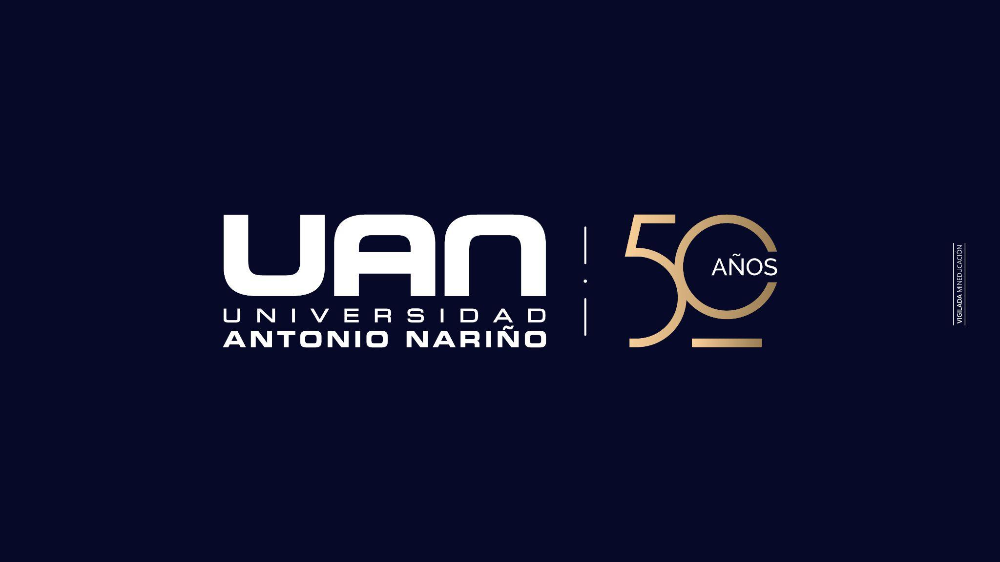 UAN
UNIVERSIDAD
ANTONIO NARIÑO
50
AÑOS
VIGILADA MINEDUCACIÓN